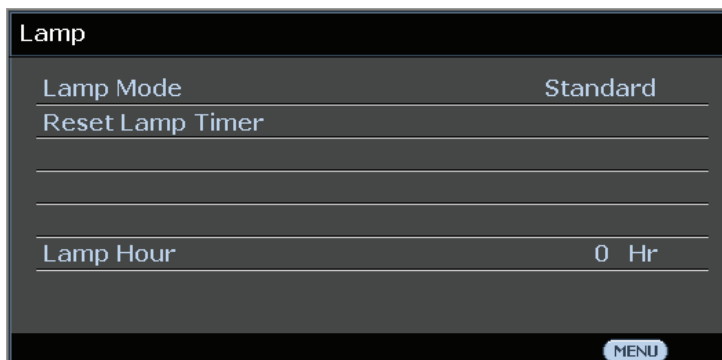 Lamp
Lamp Mode Standard
Reset Lamp Timer
Lamp Hour 0 Hr
MENU